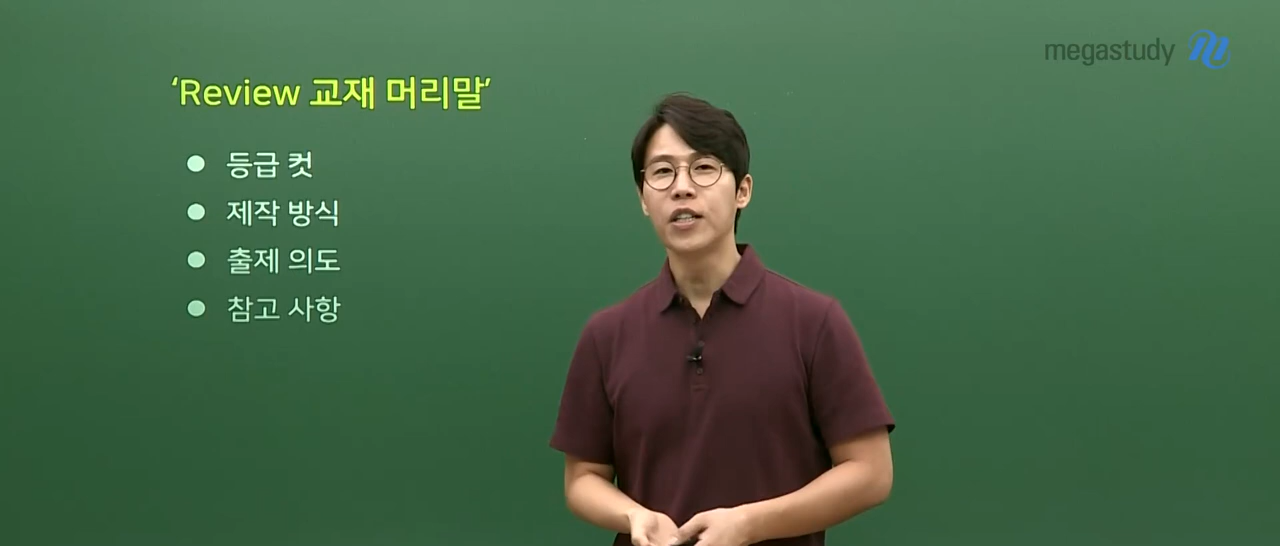 megastudy
‘Review 교재 머리말’
● 등급 컷
● 제작 방식
● 출제 의도
● 참고 사항